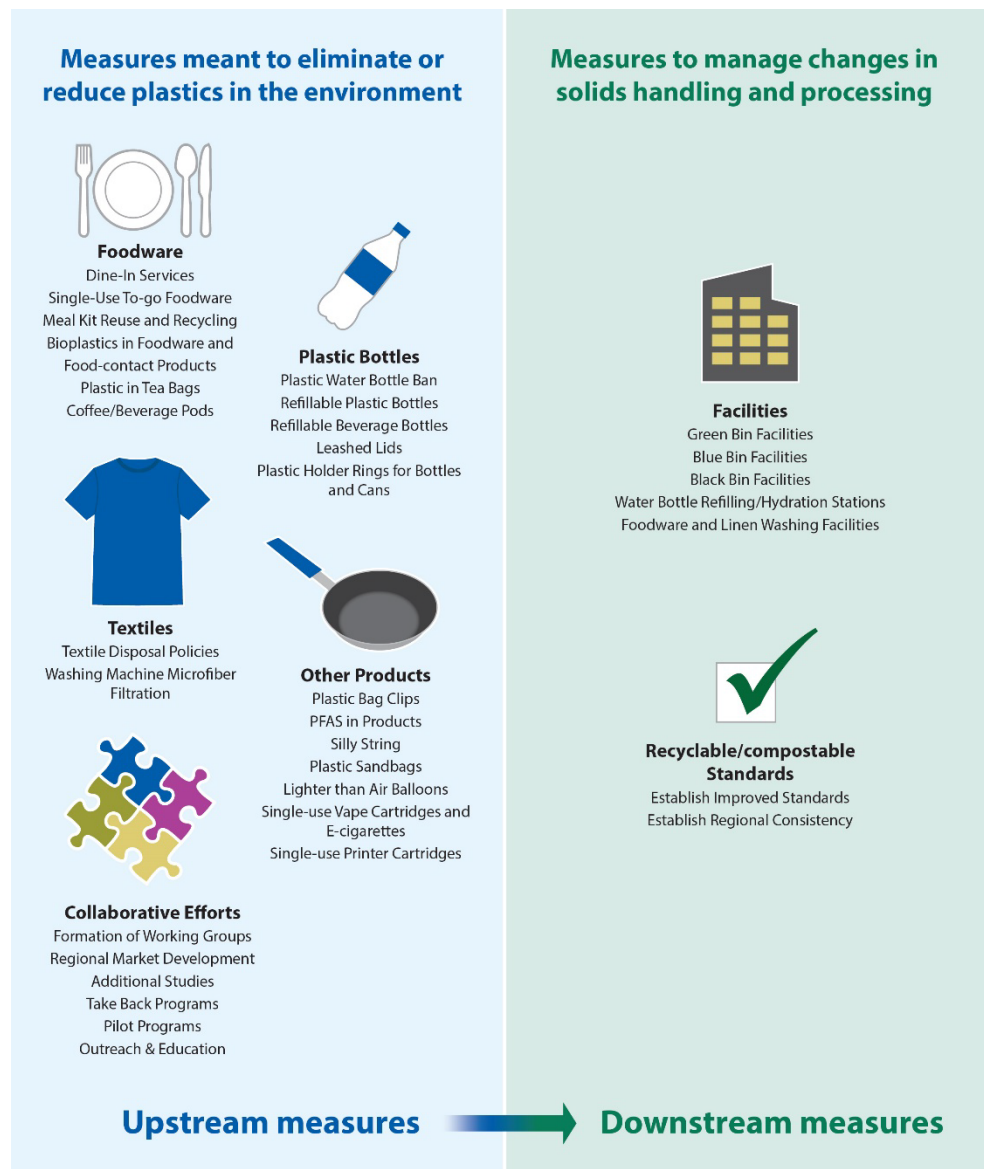 Measures meant to eliminate or
reduce plastics in the environment
Foodware
Dine-In Services
Single-Use To-go Foodware
Meal Kit Reuse and Recycling
Bioplastics in Foodware and
Food-contact Products
Plastic in Tea Bags
Coffee/Beverage Pods
Plastic Bottles
Plastic Water Bottle Ban
Refillable Plastic Bottles
Refillable Beverage Bottles
Leashed Lids
Plastic Holder Rings for Bottles
and Cans
Textiles
Textile Disposal Policies
Washing Machine Microfiber
Filtration
Other Products
Plastic Bag Clips
PFAS in Products
Silly String
Plastic Sandbags
Lighter than Air Balloons
Single-use Vape Cartridges and
E-cigarettes
Single-use Printer Cartridges
Collaborative Efforts
Formation of Working Groups
Regional Market Development
Additional Studies
Take Back Programs
Pilot Programs
Outreach & Education
Upstream measures
Measures to manage changes in
solids handling and processing
Facilities
Green Bin Facilities
Blue Bin Facilities
Black Bin Facilities
Water Bottle Refilling/Hydration Stations
Foodware and Linen Washing Facilities
Recyclable/compostable
Standards
Establish Improved Standards
Establish Regional Consistency
Downstream measures